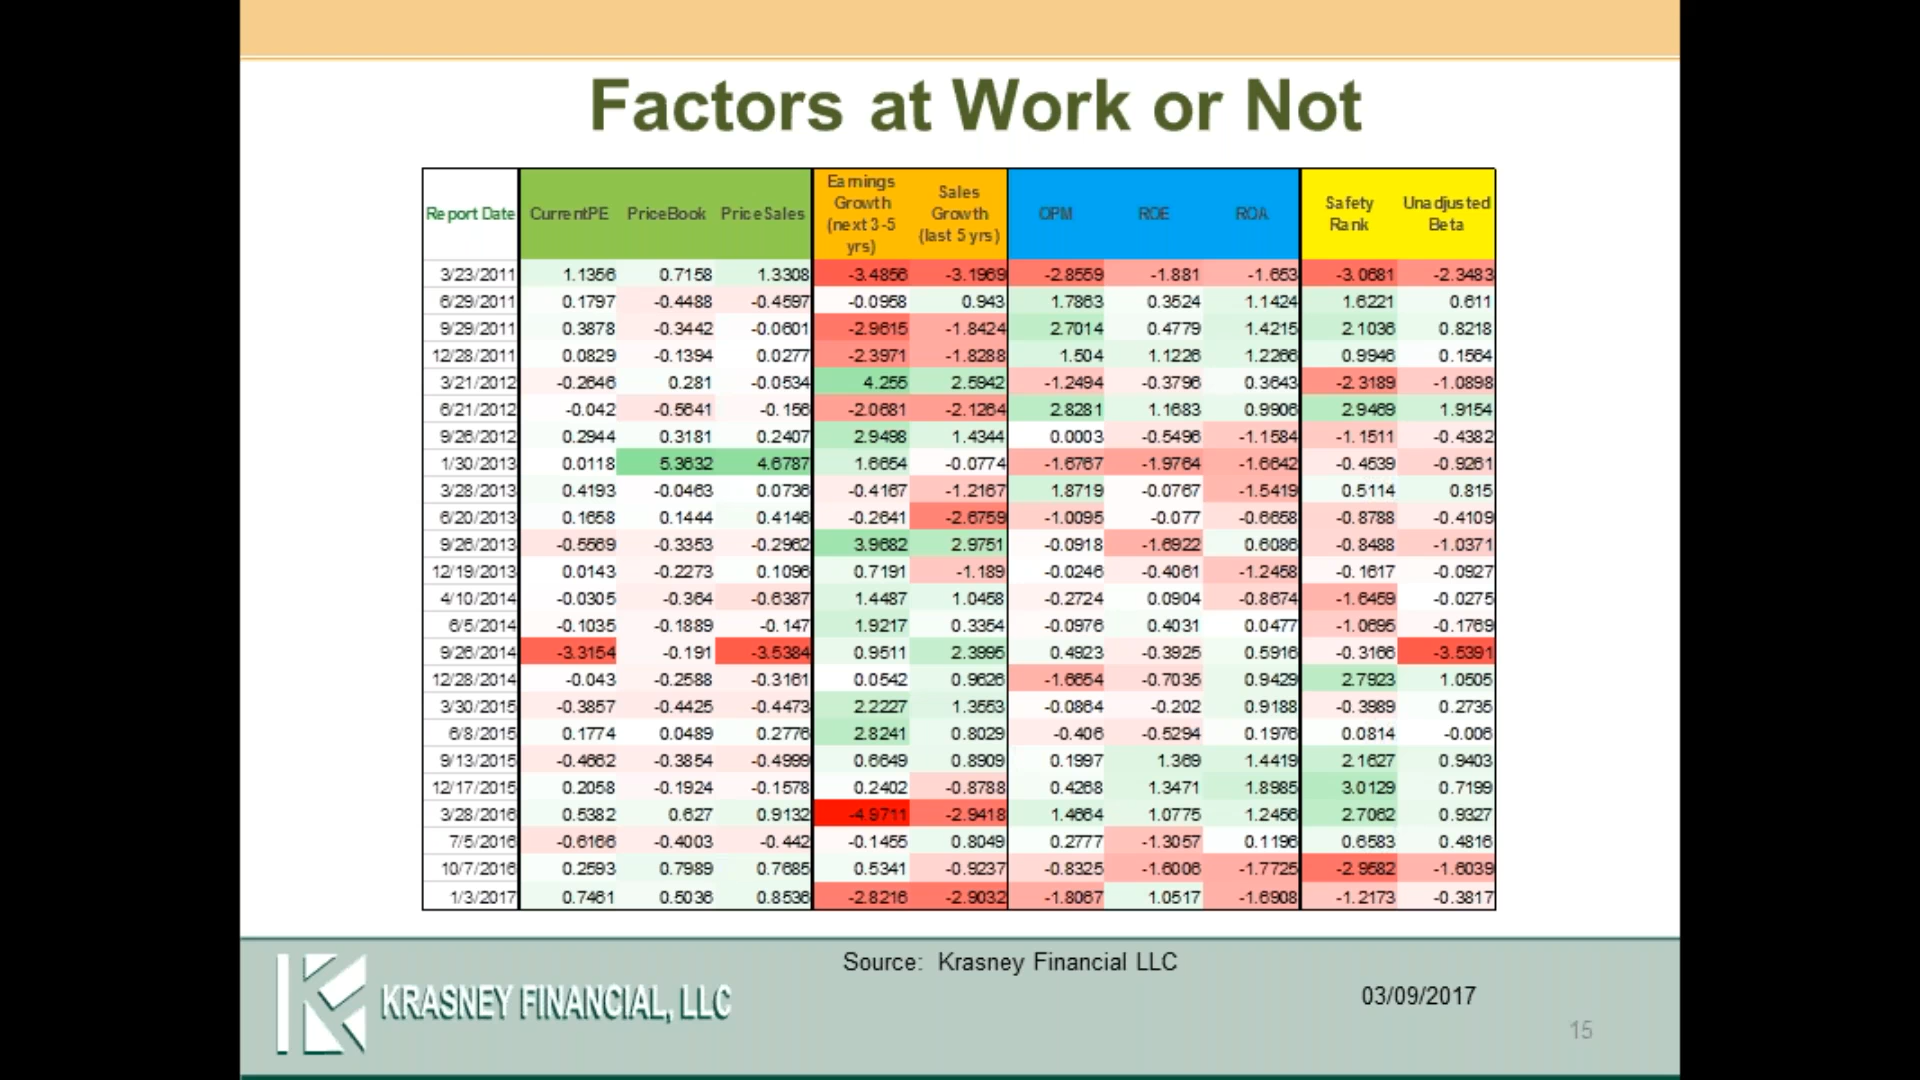 Factors at Work or Not
Report Date CurrentPE PriceBook PriceSales Earnings Growth (next 3-5 yrs) Sales Growth (last 5 yrs) OPM ROE ROA Safety Rank Unadjusted Beta
3/23/2011 1.1356 0.7158 1.3308 -3.4856 -3.1969 -2.8559 -1.881 -1.653 -3.0681 -2.3483
6/29/2011 0.1797 -0.4488 -0.4597 -0.0958 0.943 1.7863 0.3524 1.1424 1.6221 0.611
9/29/2011 0.3878 -0.3442 -0.0601 -2.9615 -1.8424 2.7014 0.4779 1.4215 2.1036 0.8218
12/28/2011 0.0829 -0.1394 0.0277 -2.3971 -1.8288 1.504 1.1226 1.2266 0.9946 0.1564
3/21/2012 -0.2646 0.281 -0.0534 4.255 2.5942 -1.2494 -0.3796 0.3643 -2.3189 -1.0898
6/21/2012 -0.042 -0.5641 -0.156 -2.0681 -2.1264 2.8281 1.1683 0.9906 2.9469 1.9154
9/26/2012 0.2944 0.3181 0.2407 2.9498 1.4344 0.0003 -0.5496 -1.1584 -1.1511 -0.4382
1/30/2013 0.0118 5.3632 4.6787 1.6654 -0.0774 -1.6767 -1.9764 -1.6642 -0.4539 -0.9261
3/28/2013 0.4193 -0.0463 0.0736 -0.4167 -1.2167 1.8719 -0.0767 -1.5419 0.5114 0.815
6/20/2013 0.1658 0.1444 0.4146 -0.2641 -2.6759 -1.0095 -0.077 -0.6658 -0.8788 -0.4109
9/26/2013 -0.5569 -0.3353 -0.2962 3.9682 2.9751 -0.0918 -1.6922 0.6086 -0.8488 -1.0371
12/19/2013 0.0143 -0.2273 0.1096 0.7191 -1.189 -0.0246 -0.4061 -1.2458 -0.1617 -0.0927
4/10/2014 -0.0305 -0.364 -0.6387 1.4487 1.0458 -0.2724 0.0904 -0.8674 -1.6459 -0.0275
6/5/2014 -0.1035 -0.1889 -0.147 1.9217 0.3354 -0.0976 0.4031 0.0477 -1.0695 -0.1769
9/26/2014 -3.3154 -0.191 -3.5384 0.9511 2.3995 0.4923 -0.3925 0.5916 -0.3166 -3.5391
12/28/2014 -0.043 -0.2588 -0.3161 0.0542 0.9626 -1.6654 -0.7035 0.9429 2.7923 1.0505
3/30/2015 -0.3857 -0.4425 -0.4473 2.2227 1.3553 -0.0864 -0.202 0.9188 -0.3989 0.2735
6/8/2015 0.1774 0.0489 0.2776 2.8241 0.8029 -0.406 -0.5294 0.1976 0.0814 -0.006
9/13/2015 -0.4662 -0.3854 -0.4999 0.6649 0.8909 0.1997 1.369 1.4419 2.1627 0.9403
12/17/2015 0.2058 -0.1924 -0.1578 0.2402 -0.8788 0.4268 1.3471 1.8985 3.0129 0.7199
3/28/2016 0.5382 0.627 0.9132 -4.9711 -2.9418 1.4664 1.0775 1.2456 2.7062 0.9327
7/5/2016 -0.6166 -0.4003 -0.442 -0.1455 0.8049 0.2777 -1.3057 0.1196 0.6583 0.4816
10/7/2016 0.2593 0.7989 0.7685 0.5341 -0.9237 -0.8325 -1.6006 -1.7725 -2.9582 -1.6039
1/3/2017 0.7461 0.5036 0.8536 -2.8216 -2.9032 -1.8067 1.0517 -1.6908 -1.2173 -0.3817
Source: Krasney Financial LLC
KRASNEY FINANCIAL, LLC
03/09/2017
15